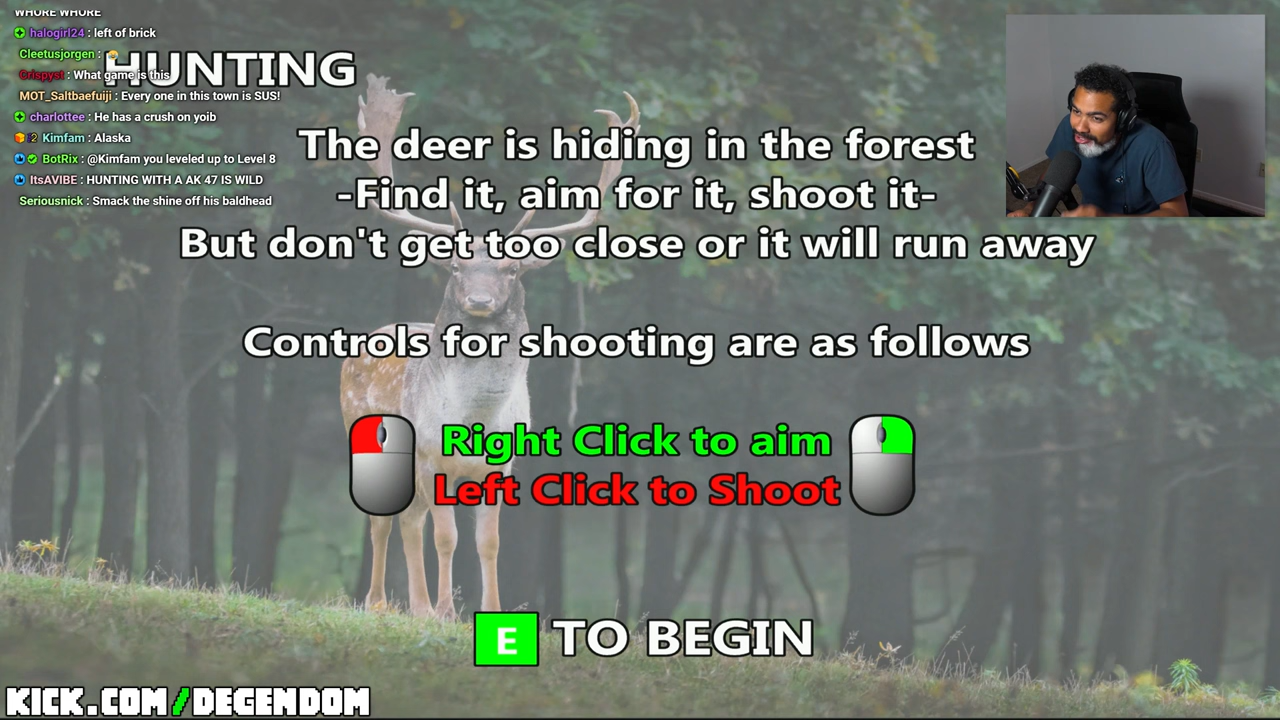 WHORE WHORE
halogirl24 : left of brick
Cleetusjorgen :
Crispyst : What game is this
HUNTING
MOT_Saltbaefuiji : Every one in this town is SUS!
charlottee : He has a crush on yoib
2 Kimfam : Alaska
BotRix : @Kimfam you leveled up to Level 8
ItsAVIBE : HUNTING WITH A AK 47 IS WILD
Seriousnick : Smack the shine off his baldhead
The deer is hiding in the forest
-Find it, aim for it, shoot it-
But don't get too close or it will run away
Controls for shooting are as follows
Right Click to aim
Left Click to Shoot
E TO BEGIN
KICK.COM/DEGENDOM